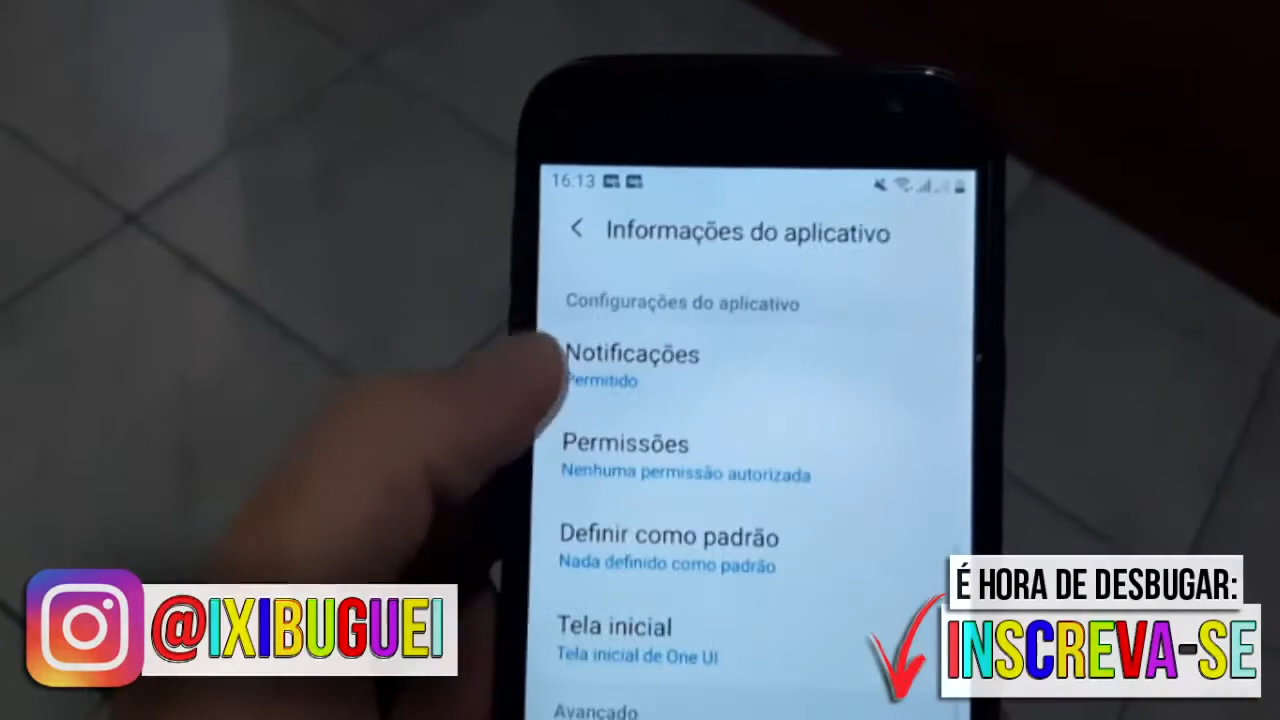 16.13
Informações do aplicativo
Configurações do aplicativo
Notificações
Permitido
Permissões
Nenhuma permissão autorizada
Definir como padrão
Nada definido como padrão
Tela inicial
Tela inicial de One UI
Avançado
@IXIBUGUEI
É HORA DE DESBUGAR:
INSCREVA-SE